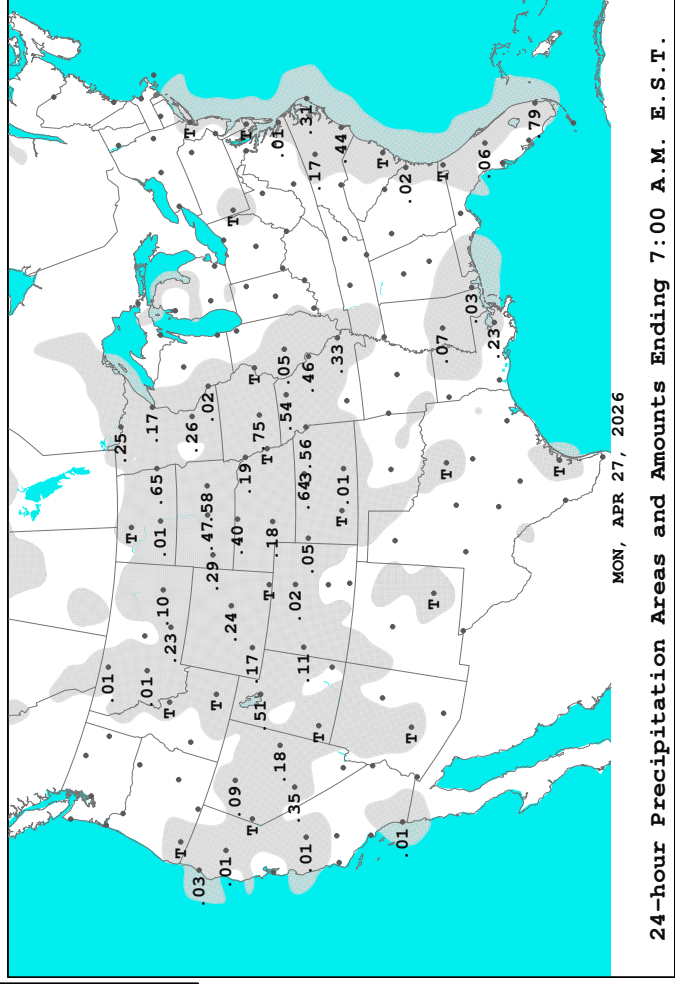 .01
.25
T
.01
.17
.65
.01
.10
.23
T
T
T
.26
.03
.02
.47.58
.29
T
.01
T
.24
.09
.40
T
.19
.17
T
T
.75
.51
T
T
.18
.01
.18
.05
.54
.35
.02
.11
.64
.56
.31
.01
.46
.05
.17
T
.33
.44
T
.01
T
.01
.02
T
T
.07
T
T
.03
.06
.23
.79
T
MON, APR 27, 2026
24-hour Precipitation Areas and Amounts Ending 7:00 A.M. E.S.T.